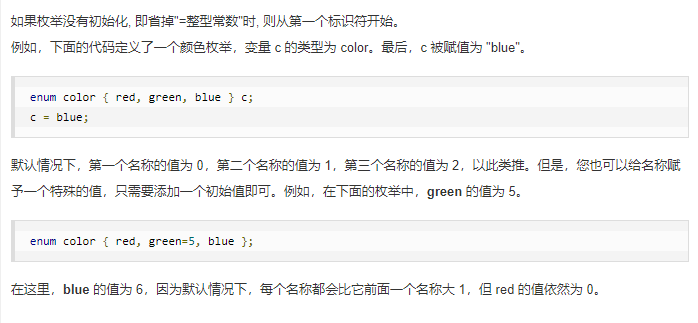 如果枚举没有初始化, 即省掉"=整型常数"时, 则从第一个标识符开始。
例如，下面的代码定义了一个颜色枚举，变量 c 的类型为 color。最后，c 被赋值为 "blue"。
enum color { red, green, blue } c;
c = blue;
默认情况下，第一个名称的值为 0，第二个名称的值为 1，第三个名称的值为 2，以此类推。但是，您也可以给名称赋
予一个特殊的值，只需要添加一个初始值即可。例如，在下面的枚举中，green 的值为 5。
enum color { red, green=5, blue };
在这里，blue 的值为 6，因为默认情况下，每个名称都会比它前面一个名称大 1，但 red 的值依然为 0。